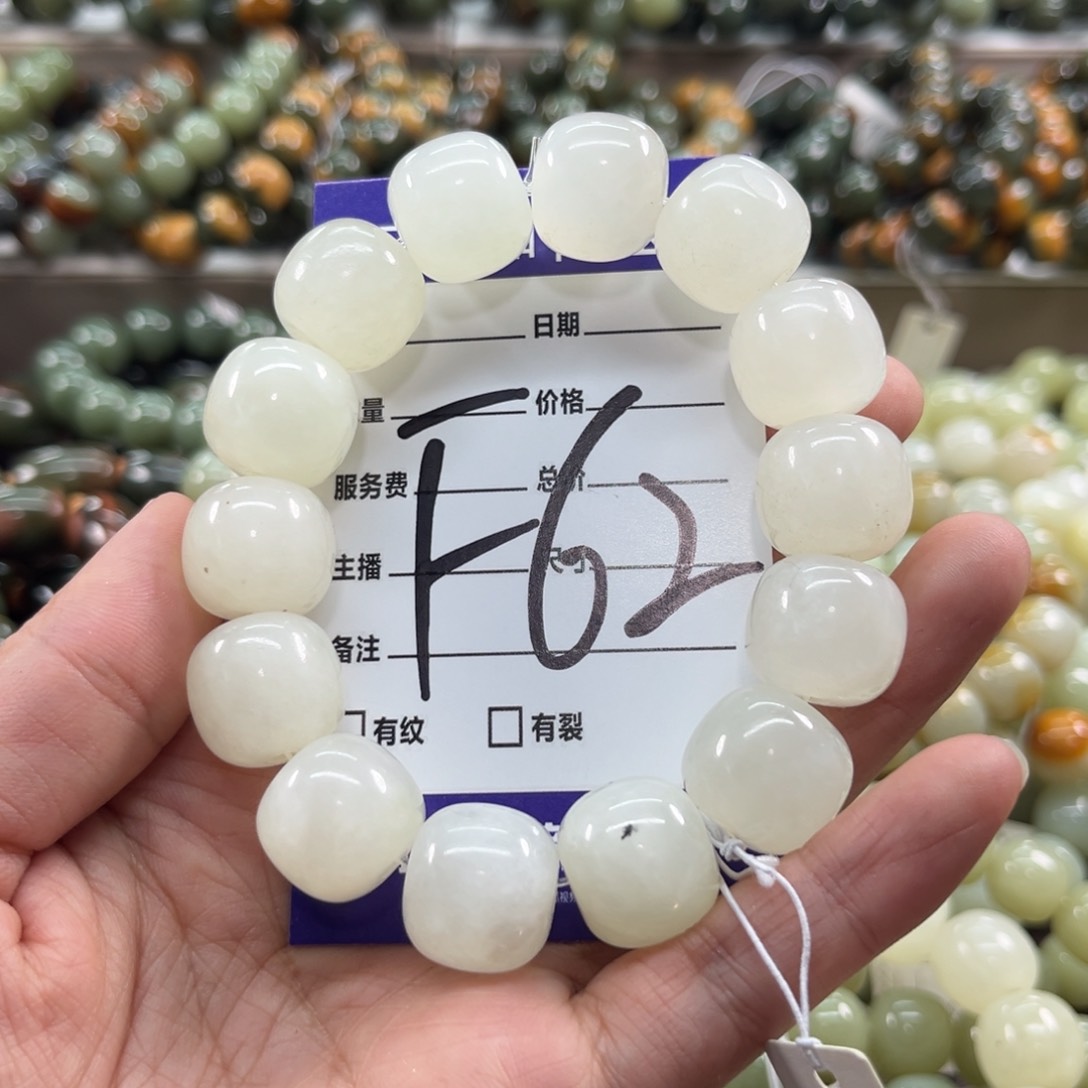 日期
量 价格
F62
服务费 总价
主播 尺寸
备注
□有纹 □有裂